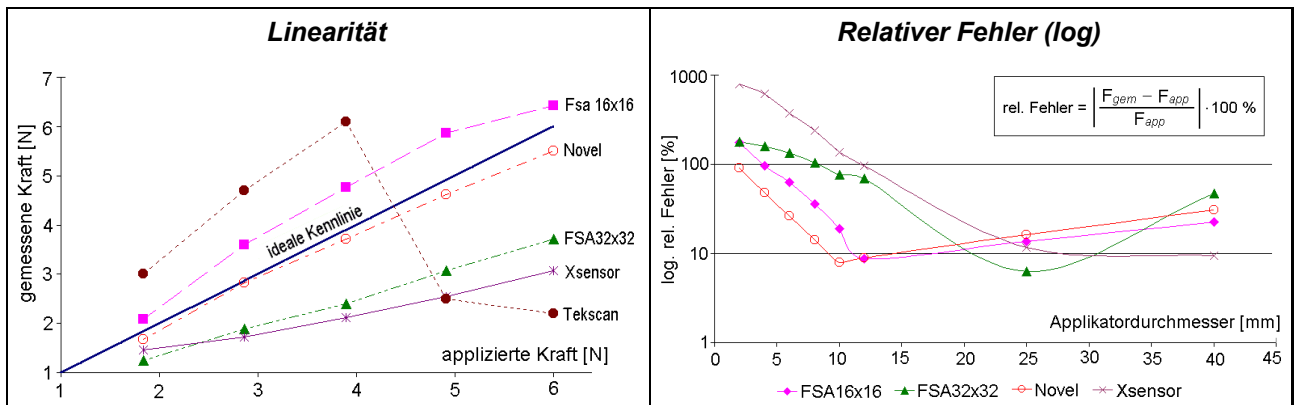 Linearität
gemessene Kraft [N]
7
6
5
4
3
2
1
1
2
3
4
5
6
applizierte Kraft [N]
ideale Kennlinie
Fsa 16x16
Novel
FSA32x32
Xsensor
Tekscan
Relativer Fehler (log)
log. rel. Fehler [%]
1000
100
10
1
rel. Fehler = | F_gem − F_app / F_app | · 100 %
Applikatordurchmesser [mm]
0 5 10 15 20 25 30 35 40 45
FSA16x16 FSA32x32 Novel Xsensor